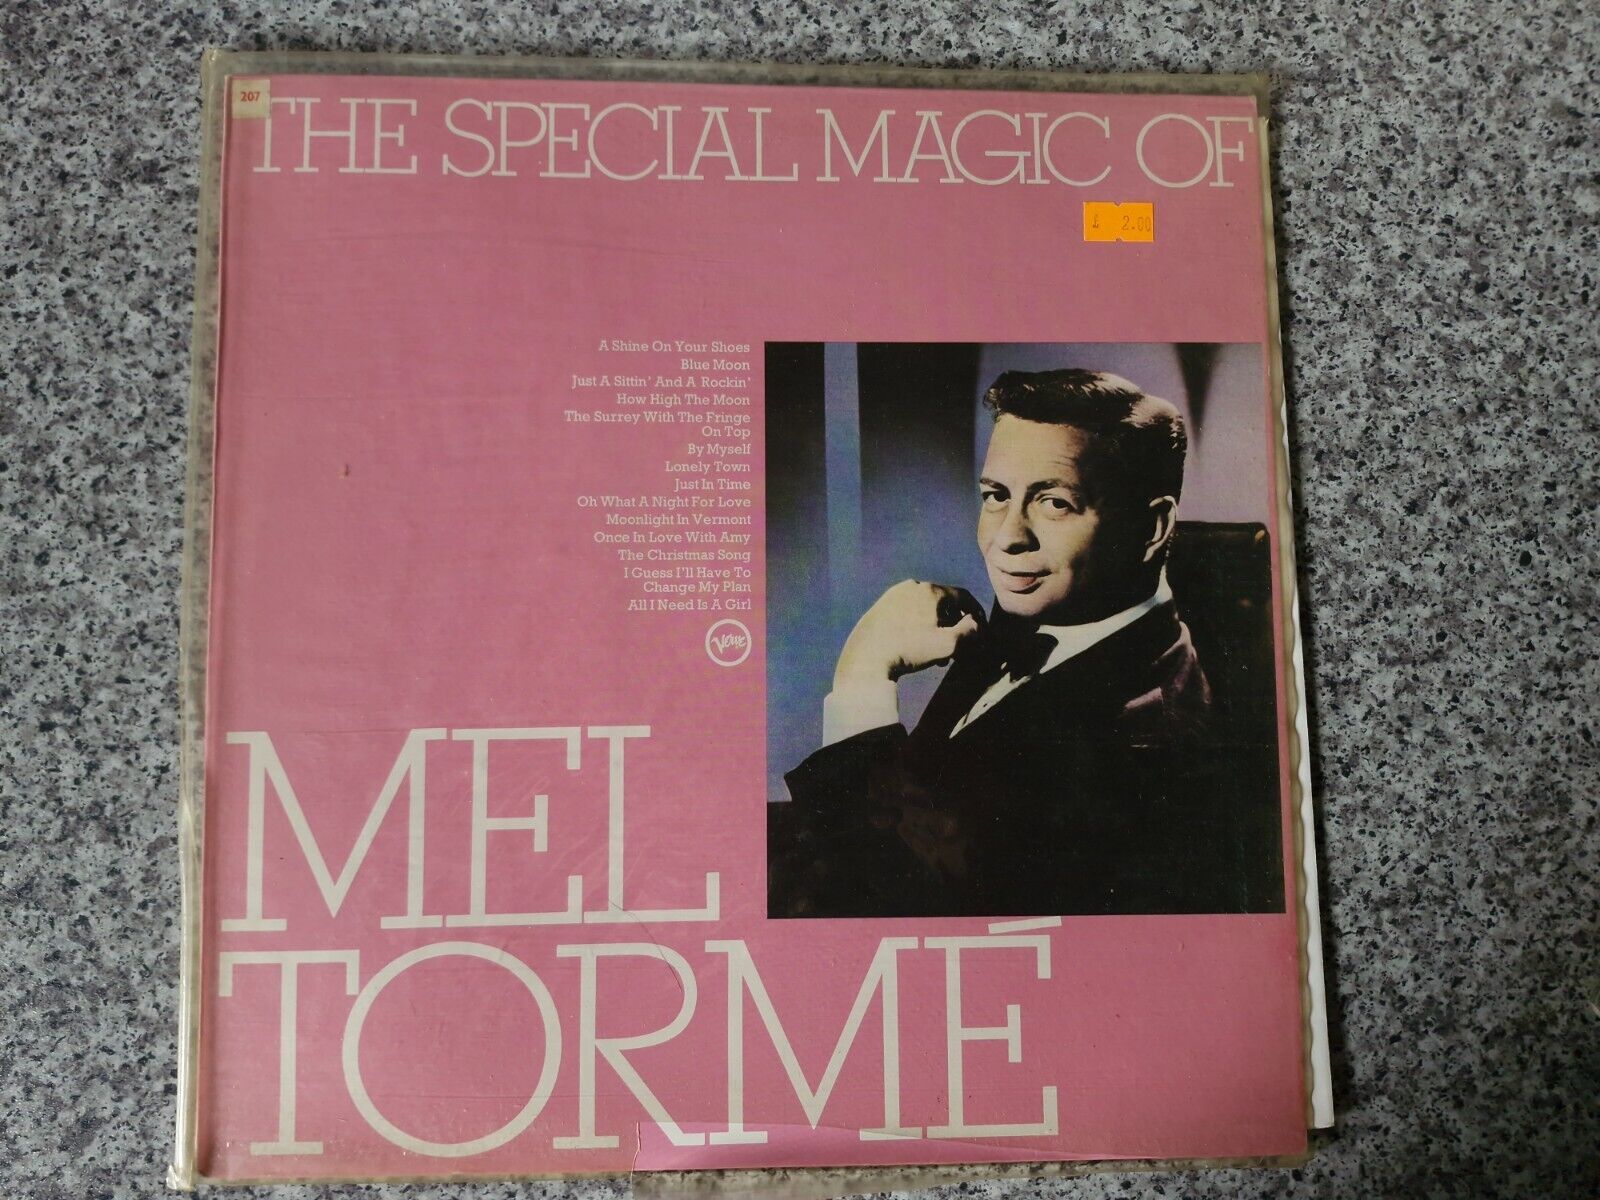 207
THE SPECIAL MAGIC OF
£ 2.00
A Shine On Your Shoes
Blue Moon
Just A Sittin' And A Rockin'
How High The Moon
The Surrey With The Fringe
On Top
By Myself
Lonely Town
Just In Time
Oh What A Night For Love
Moonlight In Vermont
Once In Love With Amy
The Christmas Song
I Guess I'll Have To
Change My Plan
All I Need Is A Girl
Verve
MEL
TORMÉ